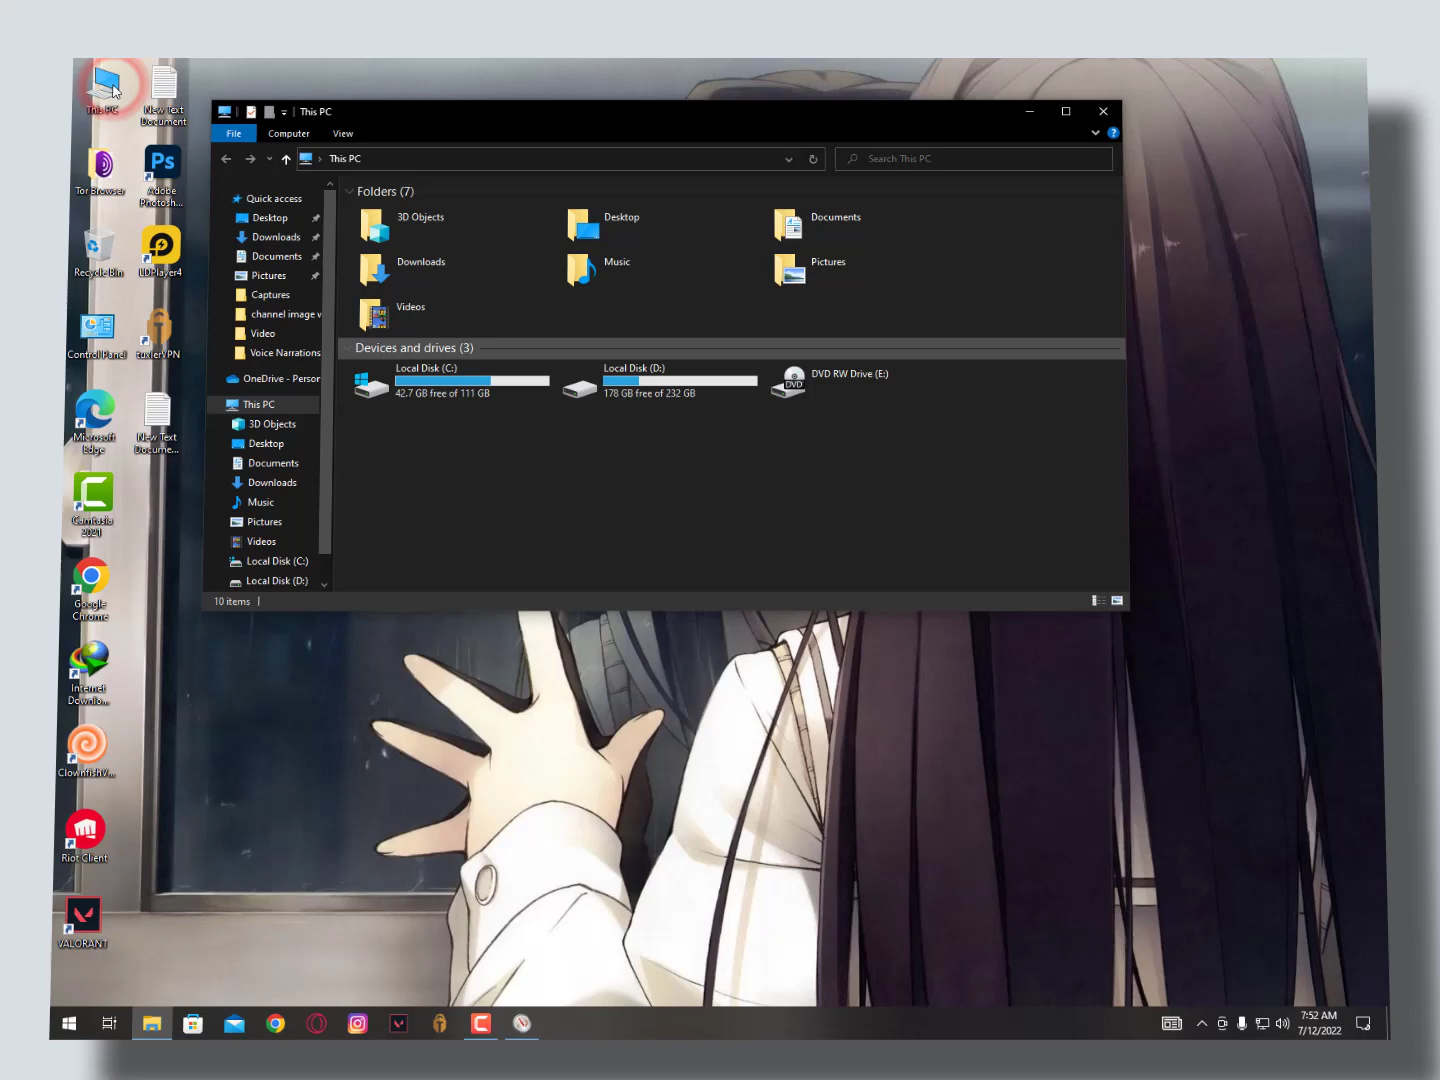 This PC
New Text
Document
Tor Browser
Ps
Adobe
Photosh...
Recycle Bin
LDPlayer4
Control Panel
tuxlerVPN
Microsoft
Edge
New Text
Docume...
Camtasia
2021
Google
Chrome
Internet
Downlo...
ClownfishV...
Riot Client
VALORANT
This PC
File
Computer
View
This PC
Search This PC
Quick access
Desktop
Downloads
Documents
Pictures
Captures
channel image v
Video
Voice Narrations
OneDrive - Person
This PC
3D Objects
Desktop
Documents
Downloads
Music
Pictures
Videos
Local Disk (C:)
Local Disk (D:)
Folders (7)
3D Objects
Desktop
Documents
Downloads
Music
Pictures
Videos
Devices and drives (3)
Local Disk (C:)
42.7 GB free of 111 GB
Local Disk (D:)
178 GB free of 232 GB
DVD
DVD RW Drive (E:)
10 items
7:52 AM
7/12/2022